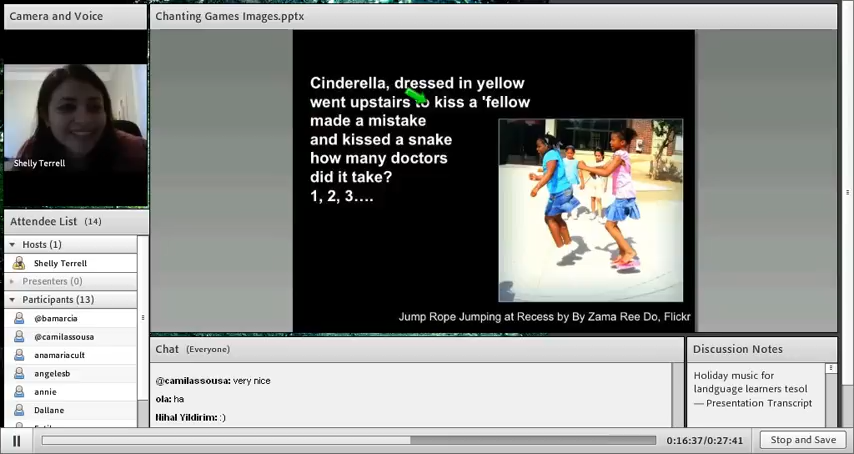 Camera and Voice
Shelly Terrell
Attendee List (14)
Hosts (1)
Shelly Terrell
Presenters (0)
Participants (13)
@bamarcia
@camilassousa
anamariacult
angelesb
annie
Dallane
Chanting Games Images.pptx
Cinderella, dressed in yellow
went upstairs to kiss a 'fellow
made a mistake
and kissed a snake
how many doctors
did it take?
1, 2, 3....
Jump Rope Jumping at Recess by By Zama Ree Do, Flickr
Chat (Everyone)
@camilassousa: very nice
ola: ha
Nihal Yildirim: :)
Discussion Notes
Holiday music for
landguage learners tesol
— Presentation Transcript
0:16:37/0:27:41
Stop and Save